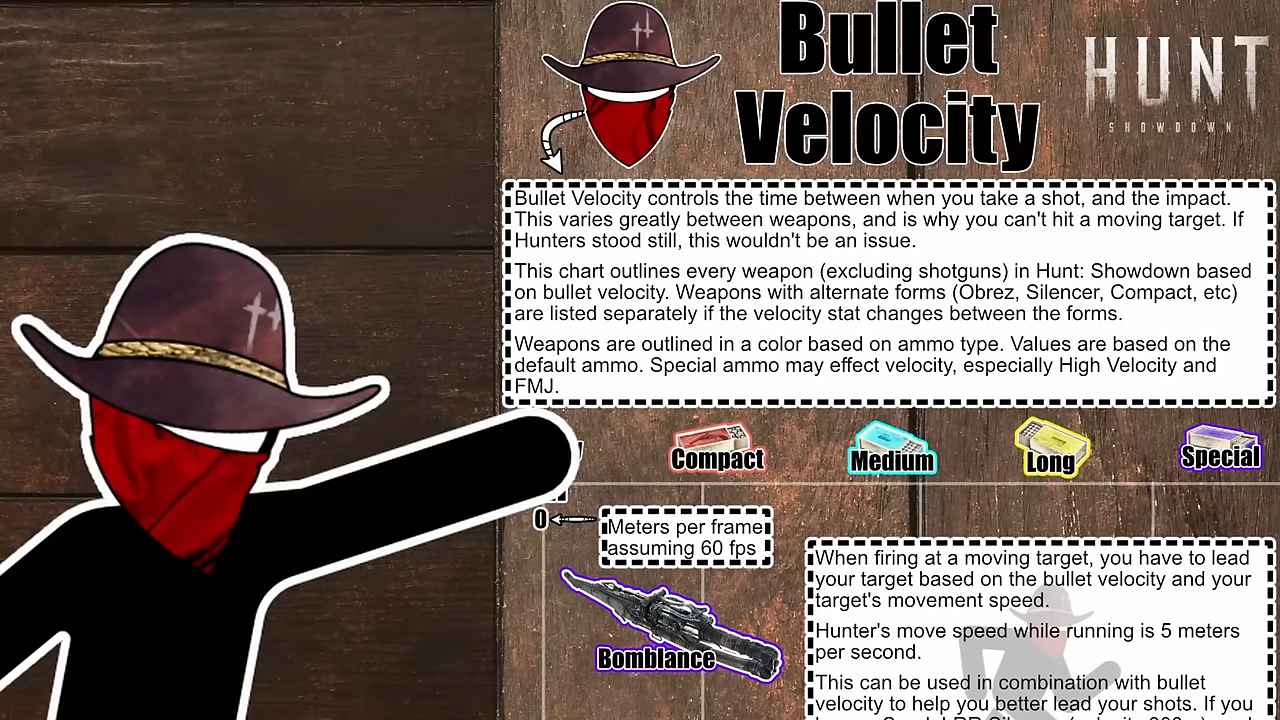 Bullet
Velocity
HUNT
SHOWDOWN
Bullet Velocity controls the time between when you take a shot, and the impact.
This varies greatly between weapons, and is why you can't hit a moving target. If
Hunters stood still, this wouldn't be an issue.
This chart outlines every weapon (excluding shotguns) in Hunt: Showdown based
on bullet velocity. Weapons with alternate forms (Obrez, Silencer, Compact, etc)
are listed separately if the velocity stat changes between the forms.
Weapons are outlined in a color based on ammo type. Values are based on the
default ammo. Special ammo may effect velocity, especially High Velocity and
FMJ.
Compact
Medium
Long
Special
0
Meters per frame
assuming 60 fps
Bomblance
When firing at a moving target, you have to lead
your target based on the bullet velocity and your
target's movement speed.
Hunter's move speed while running is 5 meters
per second.
This can be used in combination with bullet
velocity to help you better lead your shots. If you